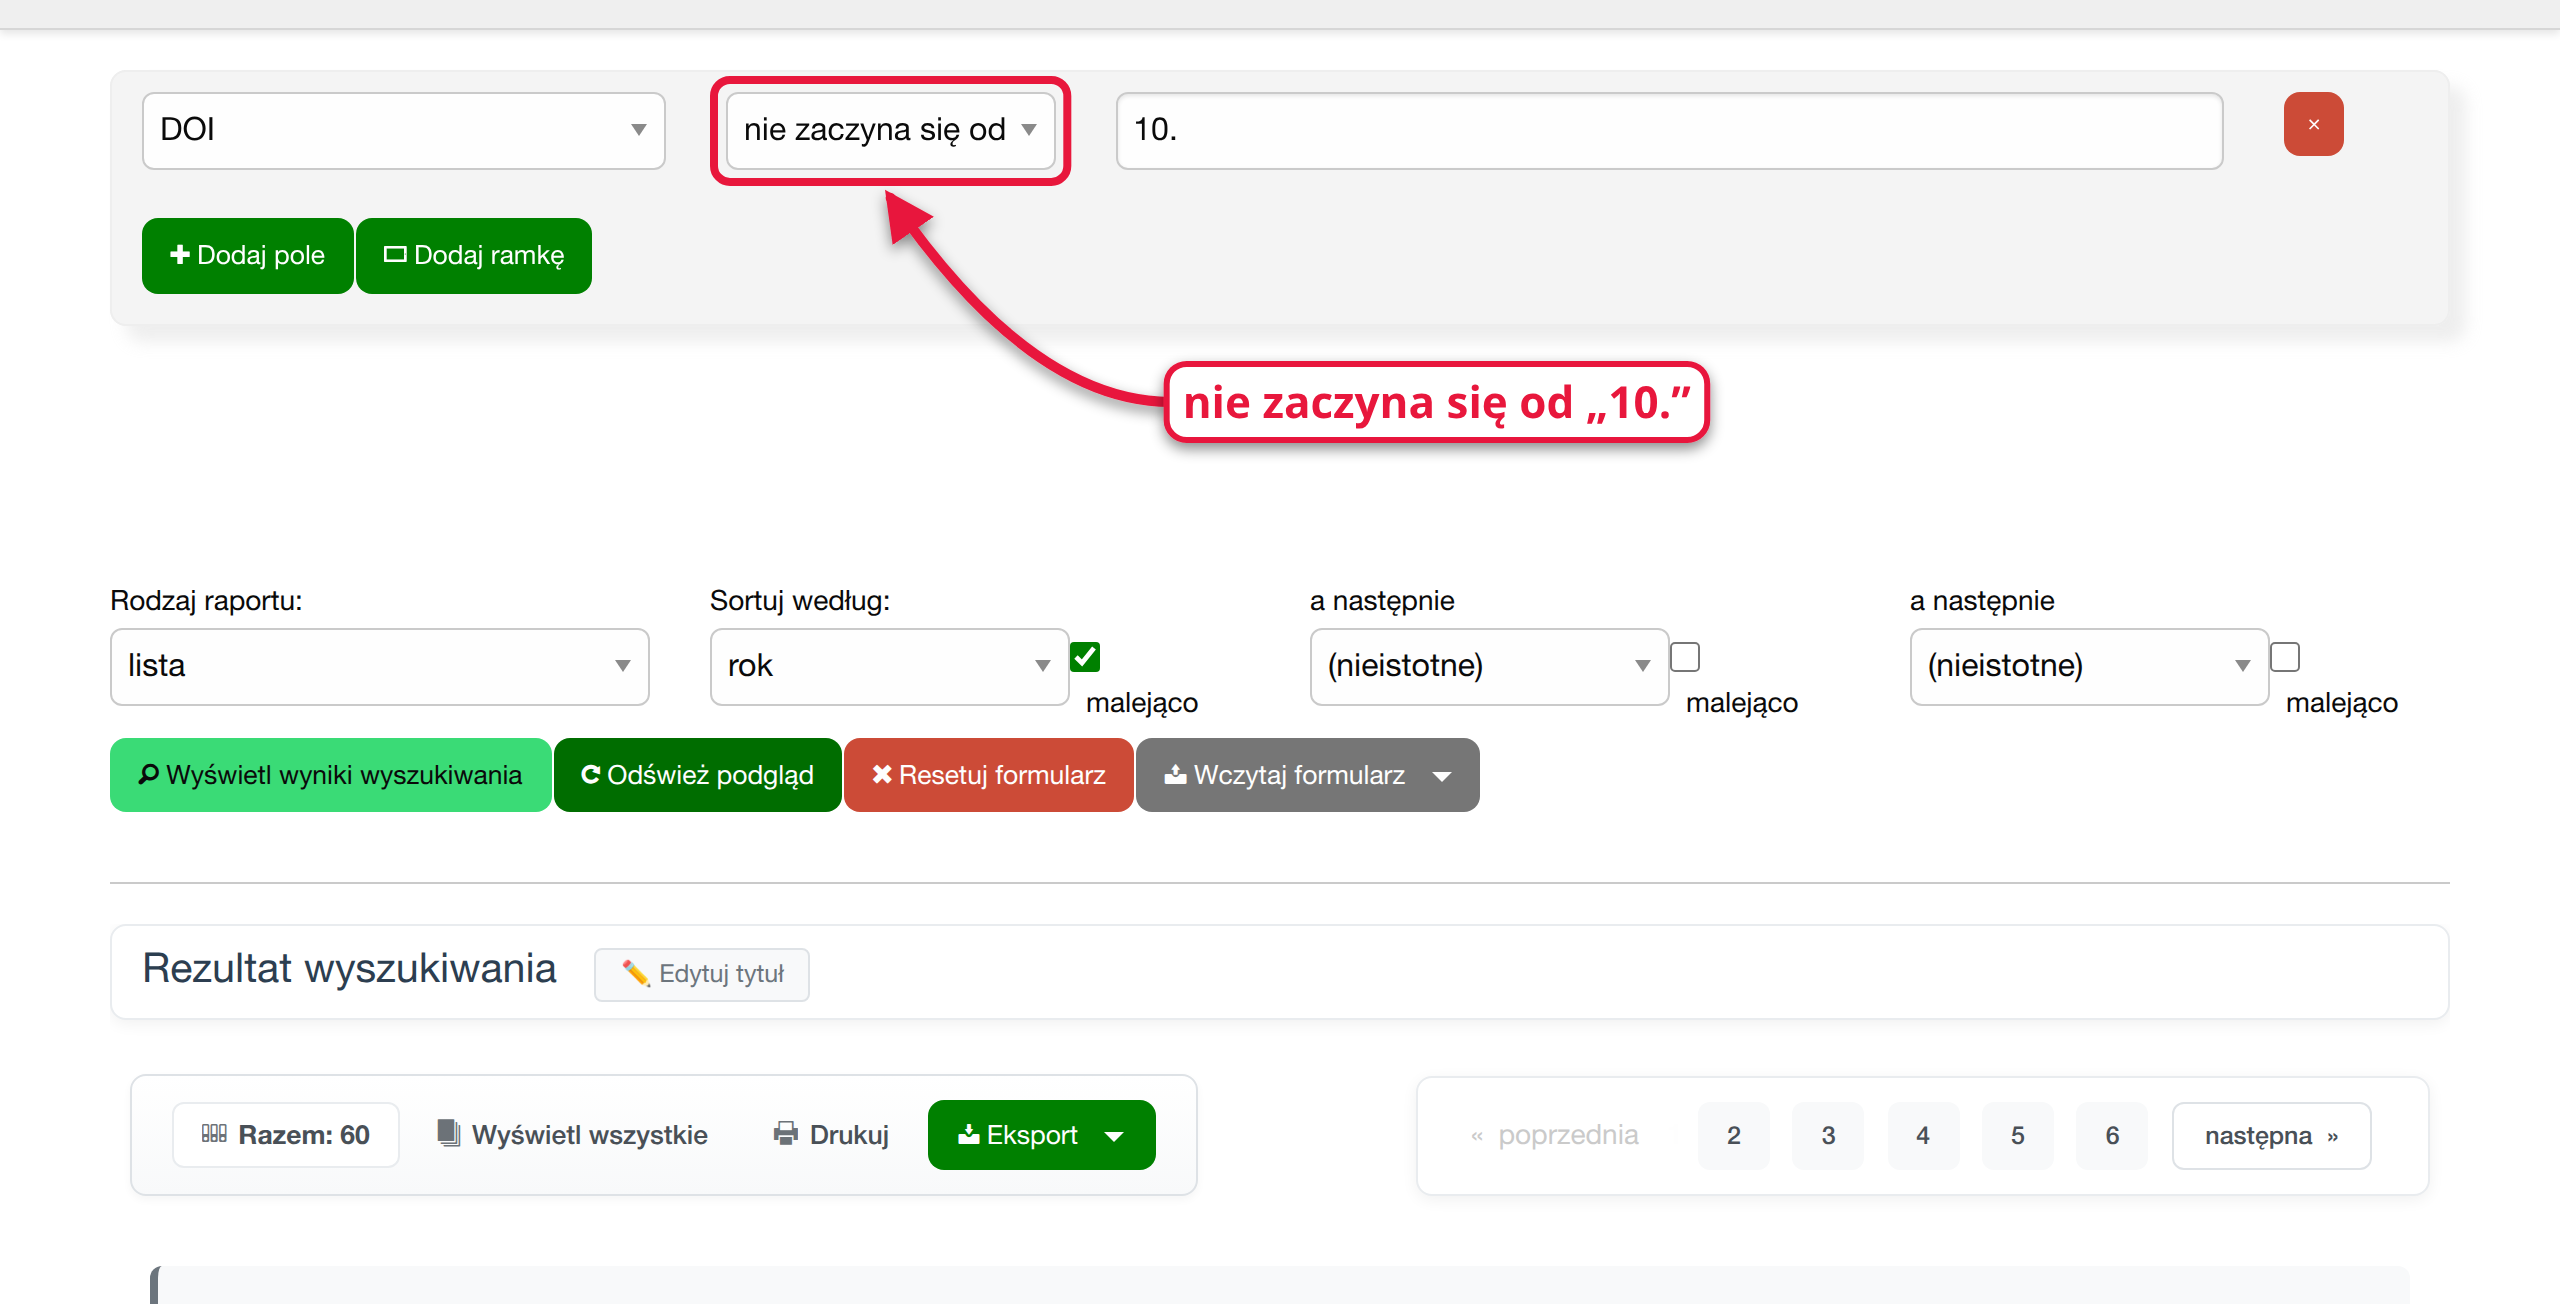 DOI nie zaczyna się od 10. ×
Dodaj pole Dodaj ramkę
nie zaczyna się od „10.”
Rodzaj raportu: Sortuj według: a następnie a następnie
lista rok (nieistotne) (nieistotne)
malejąco malejąco malejąco
Wyświetl wyniki wyszukiwania Odśwież podgląd Resetuj formularz Wczytaj formularz
Rezultat wyszukiwania Edytuj tytuł
Razem: 60 Wyświetl wszystkie Drukuj Eksport « poprzednia 2 3 4 5 6 następna »